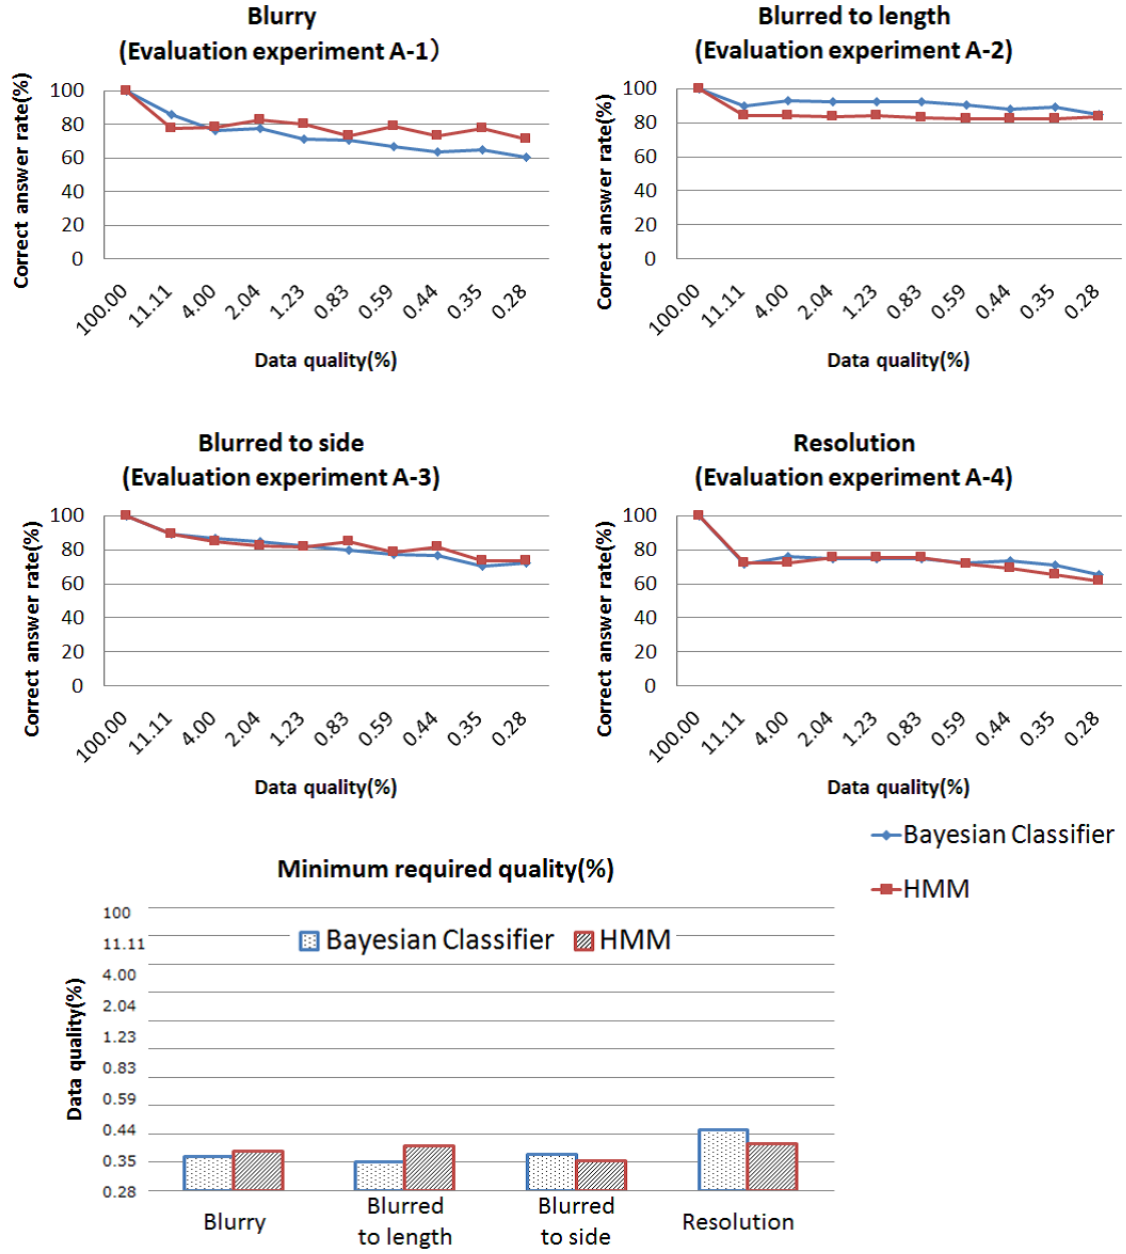 Blurry
(Evaluation experiment A-1）
Correct answer rate(%)
100
80
60
40
20
0
100.00 11.11 4.00 2.04 1.23 0.83 0.59 0.44 0.35 0.28
Data quality(%)
Blurred to length
(Evaluation experiment A-2)
Correct answer rate(%)
100
80
60
40
20
0
100.00 11.11 4.00 2.04 1.23 0.83 0.59 0.44 0.35 0.28
Data quality(%)
Blurred to side
(Evaluation experiment A-3)
Correct answer rate(%)
100
80
60
40
20
0
100.00 11.11 4.00 2.04 1.23 0.83 0.59 0.44 0.35 0.28
Data quality(%)
Resolution
(Evaluation experiment A-4)
Correct answer rate(%)
100
80
60
40
20
0
100.00 11.11 4.00 2.04 1.23 0.83 0.59 0.44 0.35 0.28
Data quality(%)
Bayesian Classifier
HMM
Minimum required quality(%)
Data quality(%)
100
11.11
4.00
2.04
1.23
0.83
0.59
0.44
0.35
0.28
Bayesian Classifier HMM
Blurry
Blurred
to length
Blurred
to side
Resolution